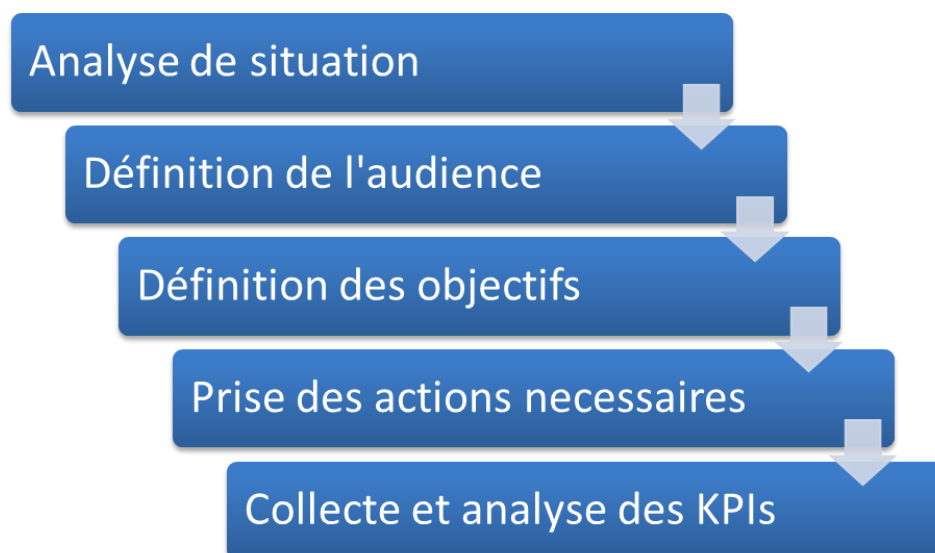 Analyse de situation
Définition de l'audience
Définition des objectifs
Prise des actions necessaires
Collecte et analyse des KPIs